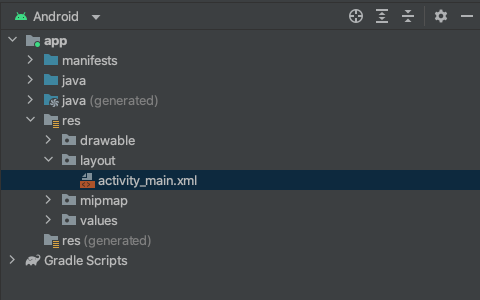 Android
app
manifests
java
java (generated)
res
drawable
layout
activity_main.xml
mipmap
values
res (generated)
Gradle Scripts